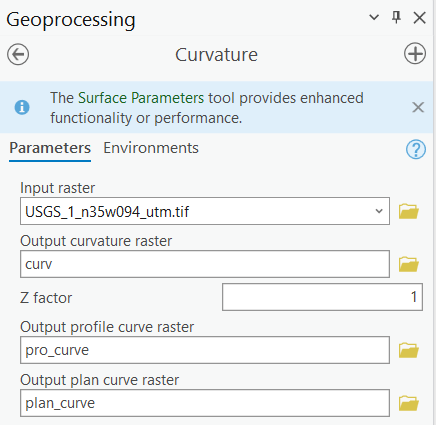 Geoprocessing
Curvature
The Surface Parameters tool provides enhanced
functionality or performance.
Parameters Environments
Input raster
USGS_1_n35w094_utm.tif
Output curvature raster
curv
Z factor 1
Output profile curve raster
pro_curve
Output plan curve raster
plan_curve